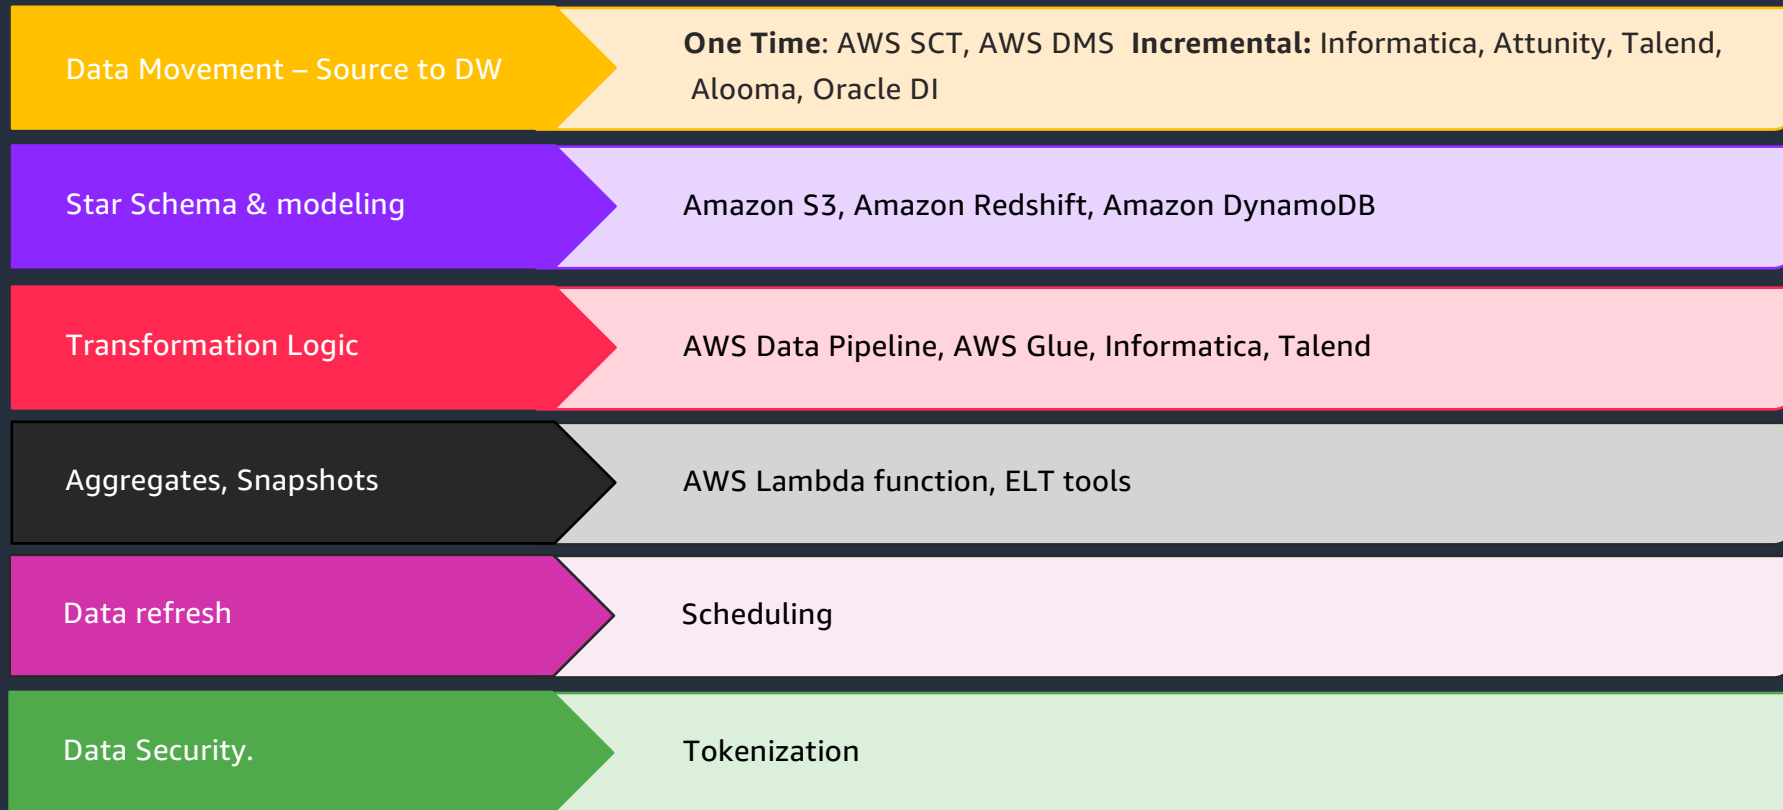 Data Movement – Source to DW
One Time: AWS SCT, AWS DMS Incremental: Informatica, Attunity, Talend,
Alooma, Oracle DI
Star Schema & modeling
Amazon S3, Amazon Redshift, Amazon DynamoDB
Transformation Logic
AWS Data Pipeline, AWS Glue, Informatica, Talend
Aggregates, Snapshots
AWS Lambda function, ELT tools
Data refresh
Scheduling
Data Security.
Tokenization